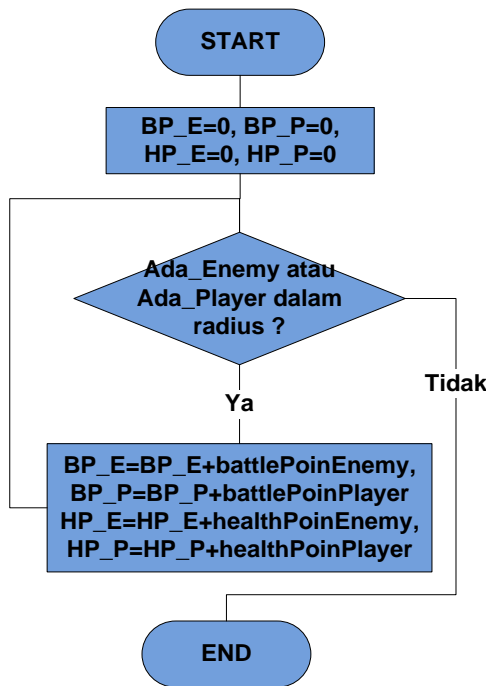 START
BP_E=0, BP_P=0,
HP_E=0, HP_P=0
Ada_Enemy atau
Ada_Player dalam
radius ?
Tidak
Ya
BP_E=BP_E+battlePoinEnemy,
BP_P=BP_P+battlePoinPlayer
HP_E=HP_E+healthPoinEnemy,
HP_P=HP_P+healthPoinPlayer
END